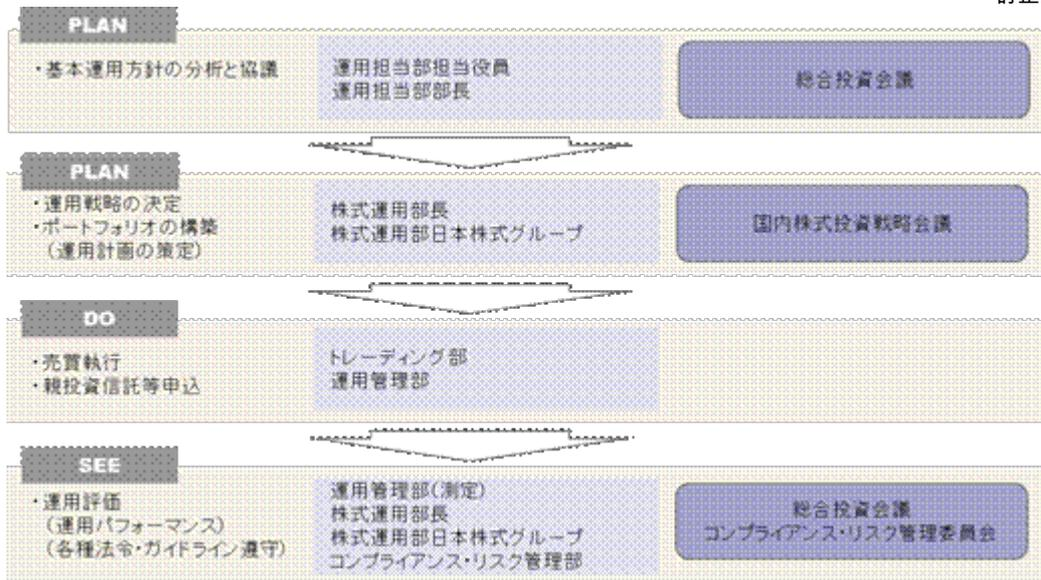 PLAN
・基本運用方針の分析と協議
運用担当部担当役員
運用担当部部長
総合投資会議
PLAN
・運用戦略の決定
・ポートフォリオの構築
（運用計画の策定）
株式運用部長
株式運用部日本株式グループ
国内株式投資戦略会議
DO
・売買執行
・親投資信託等申込
トレーディング部
運用管理部
SEE
・運用評価
（運用パフォーマンス）
（各種法令・ガイドライン遵守）
運用管理部（測定）
株式運用部長
株式運用部日本株式グループ
コンプライアンス・リスク管理部
総合投資会議
コンプライアンス・リスク管理委員会